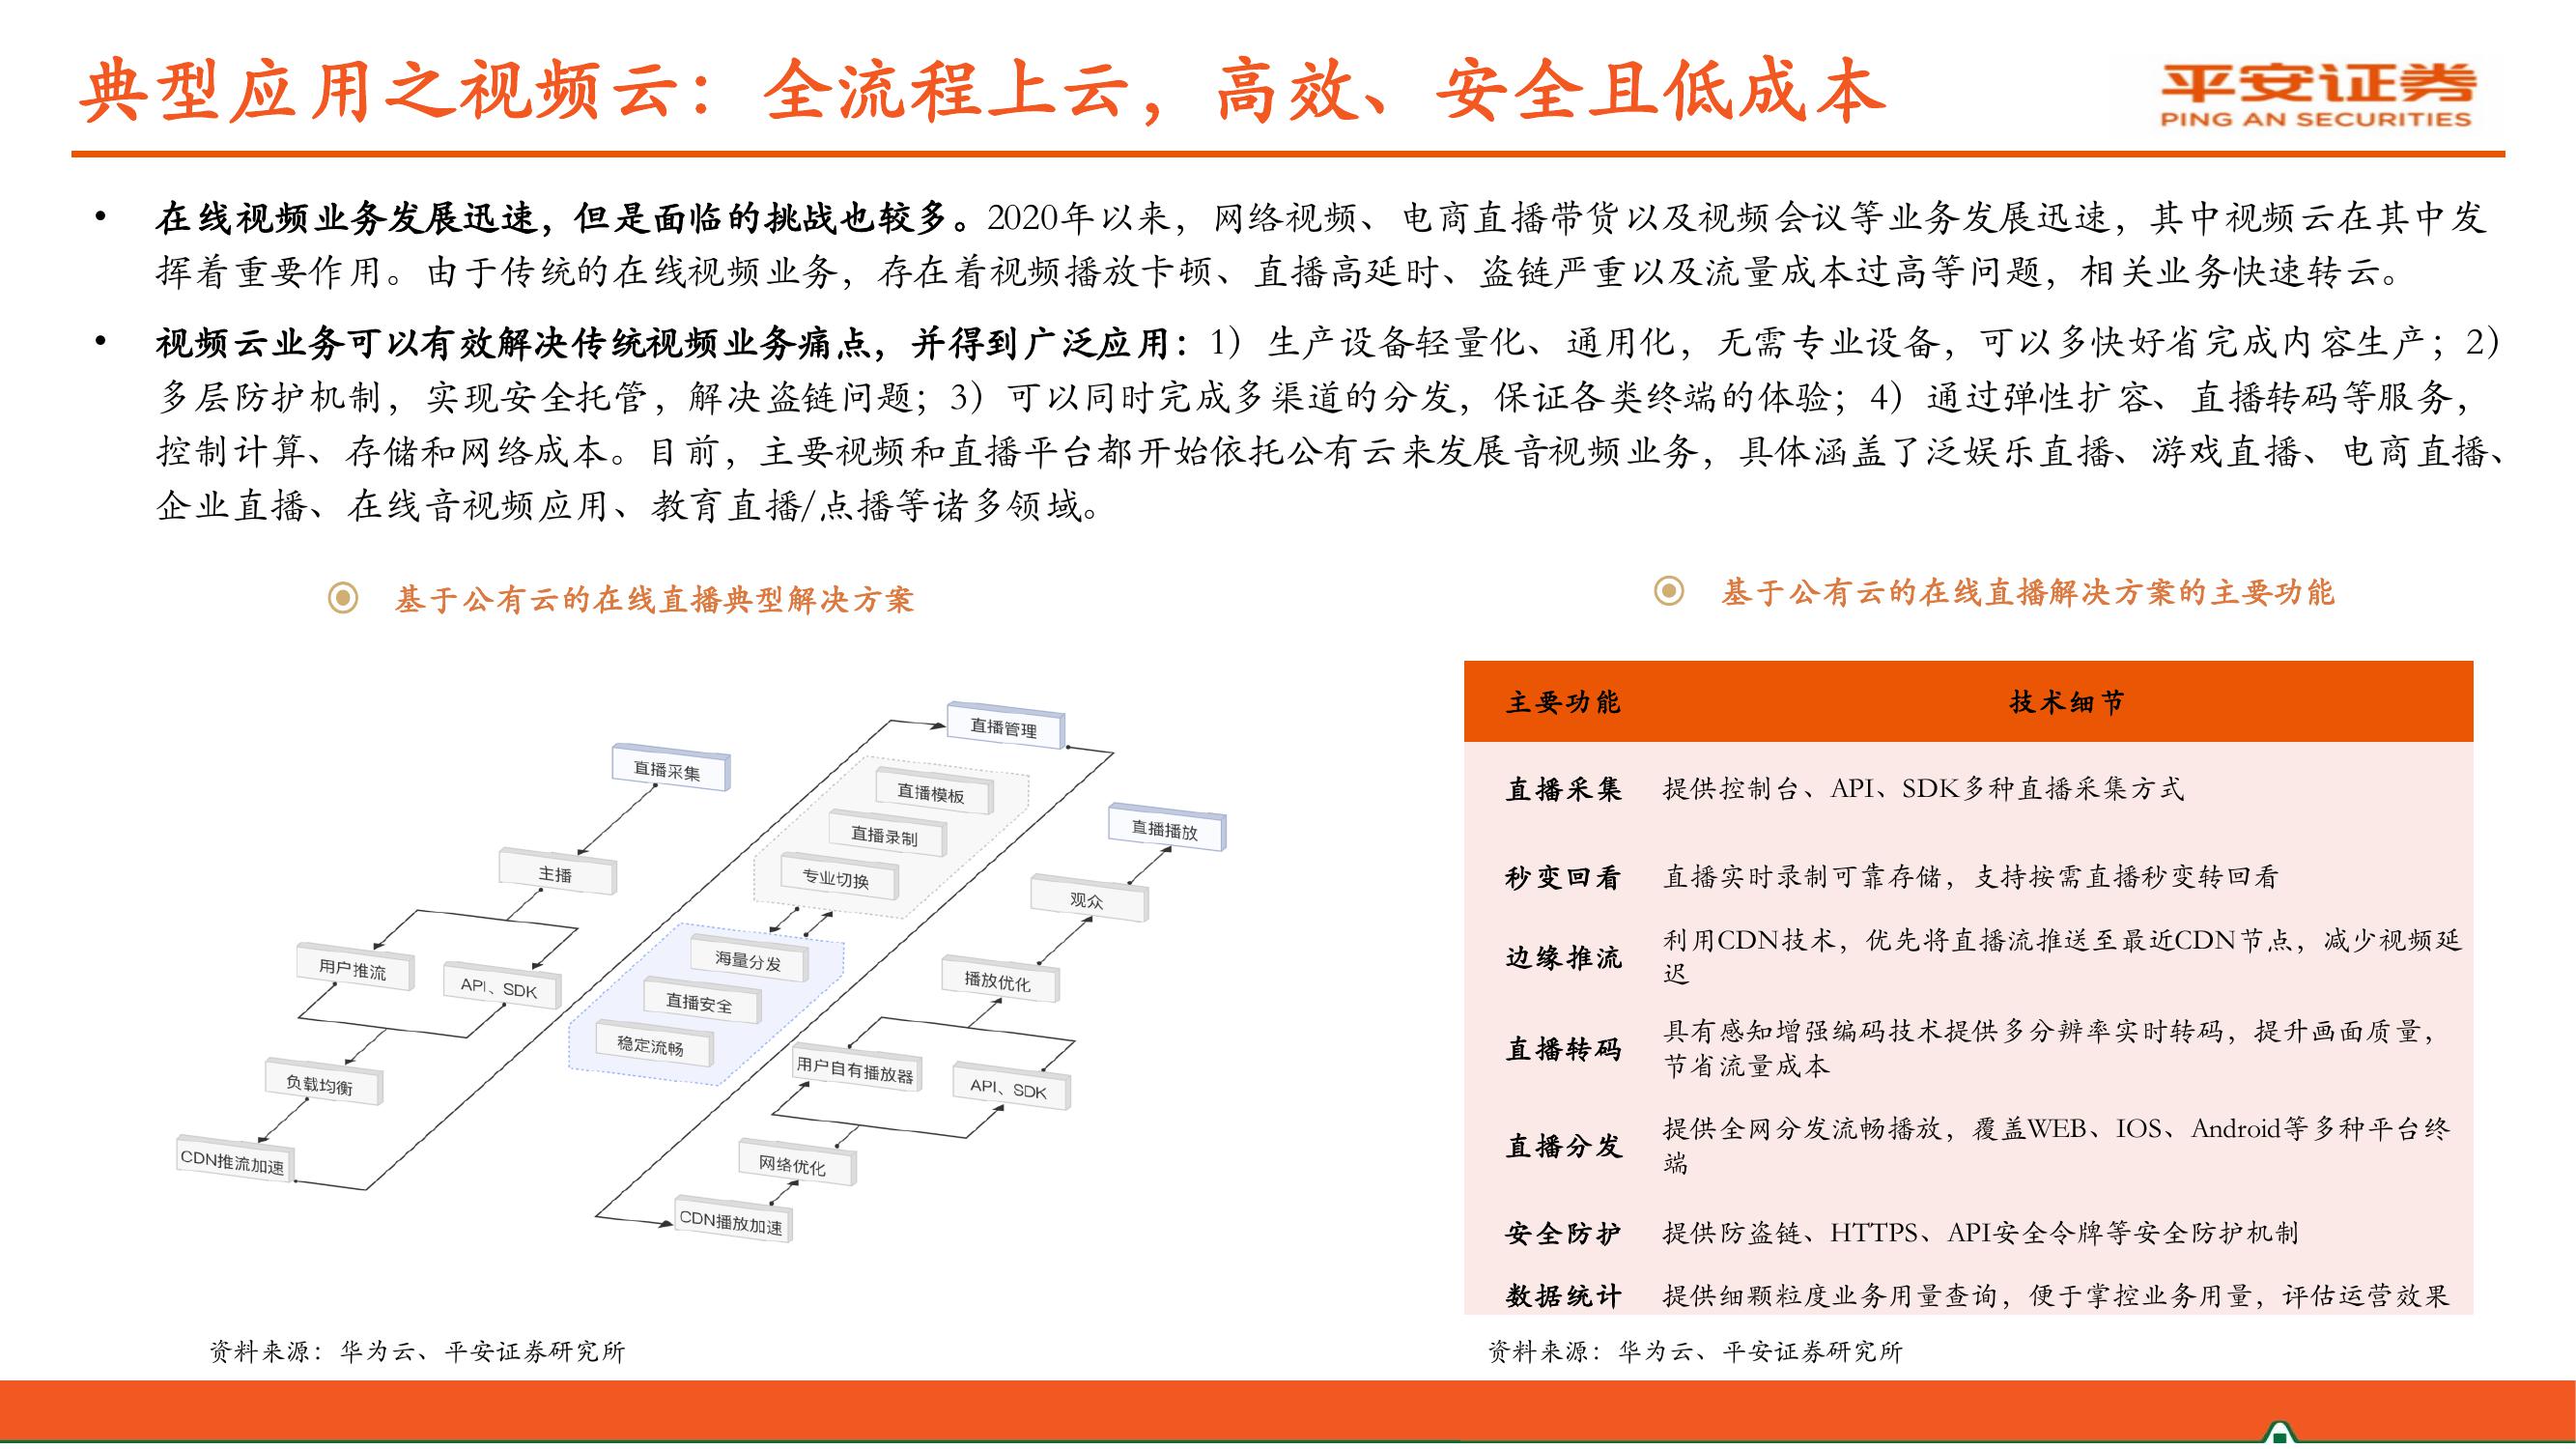 典型应用之视频云：全流程上云，高效、安全且低成本
平安证券
PING AN SECURITIES
• 在线视频业务发展迅速，但是面临的挑战也较多。2020年以来，网络视频、电商直播带货以及视频会议等业务发展迅速，其中视频云在其中发
挥着重要作用。由于传统的在线视频业务，存在着视频播放卡顿、直播高延时、盗链严重以及流量成本过高等问题，相关业务快速转云。
• 视频云业务可以有效解决传统视频业务痛点，并得到广泛应用：1）生产设备轻量化、通用化，无需专业设备，可以多快好省完成内容生产；2）
多层防护机制，实现安全托管，解决盗链问题；3）可以同时完成多渠道的分发，保证各类终端的体验；4）通过弹性扩容、直播转码等服务，
控制计算、存储和网络成本。目前，主要视频和直播平台都开始依托公有云来发展音视频业务，具体涵盖了泛娱乐直播、游戏直播、电商直播、
企业直播、在线音视频应用、教育直播/点播等诸多领域。
基于公有云的在线直播典型解决方案
直播采集
主播
用户推流
API、SDK
负载均衡
CDN推流加速
直播管理
直播模板
直播录制
专业切换
海量分发
直播安全
稳定流畅
直播播放
观众
播放优化
用户自有播放器
API、SDK
网络优化
CDN播放加速
资料来源：华为云、平安证券研究所
基于公有云的在线直播解决方案的主要功能
主要功能 技术细节
直播采集 提供控制台、API、SDK多种直播采集方式
秒变回看 直播实时录制可靠存储，支持按需直播秒变转回看
边缘推流 利用CDN技术，优先将直播流推送至最近CDN节点，减少视频延
迟
直播转码 具有感知增强编码技术提供多分辨率实时转码，提升画面质量，
节省流量成本
直播分发 提供全网分发流畅播放，覆盖WEB、IOS、Android等多种平台终
端
安全防护 提供防盗链、HTTPS、API安全令牌等安全防护机制
数据统计 提供细颗粒度业务用量查询，便于掌控业务用量，评估运营效果
资料来源：华为云、平安证券研究所